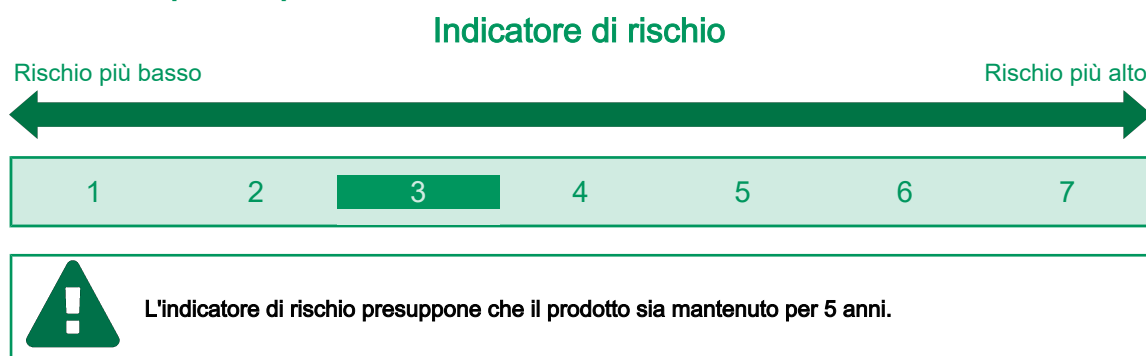 Indicatore di rischio
Rischio più basso
Rischio più alto
1 2 3 4 5 6 7
L'indicatore di rischio presuppone che il prodotto sia mantenuto per 5 anni.